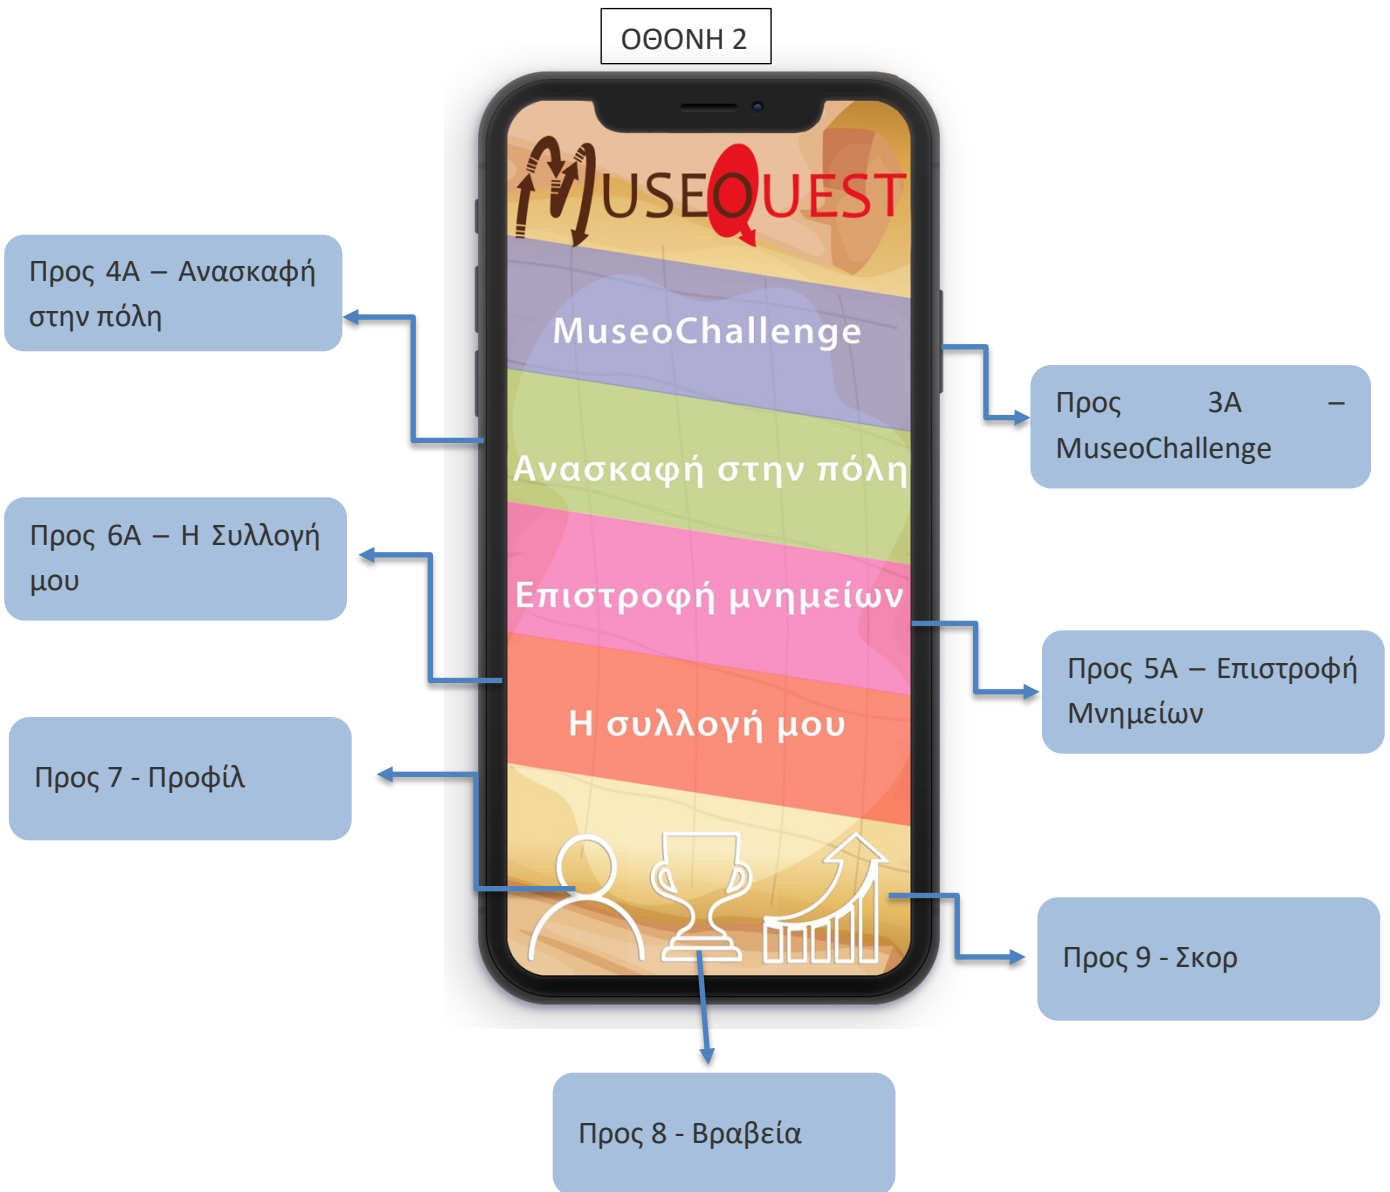 ΟΘΟΝΗ 2
MUSEOQUEST
MuseoChallenge
Ανασκαφή στην πόλη
Επιστροφή μνημείων
Η συλλογή μου
Προς 4Α – Ανασκαφή
στην πόλη
Προς 6Α – Η Συλλογή
μου
Προς 7 - Προφίλ
Προς 3Α –
MuseoChallenge
Προς 5Α – Επιστροφή
Μνημείων
Προς 9 - Σκορ
Προς 8 - Βραβεία